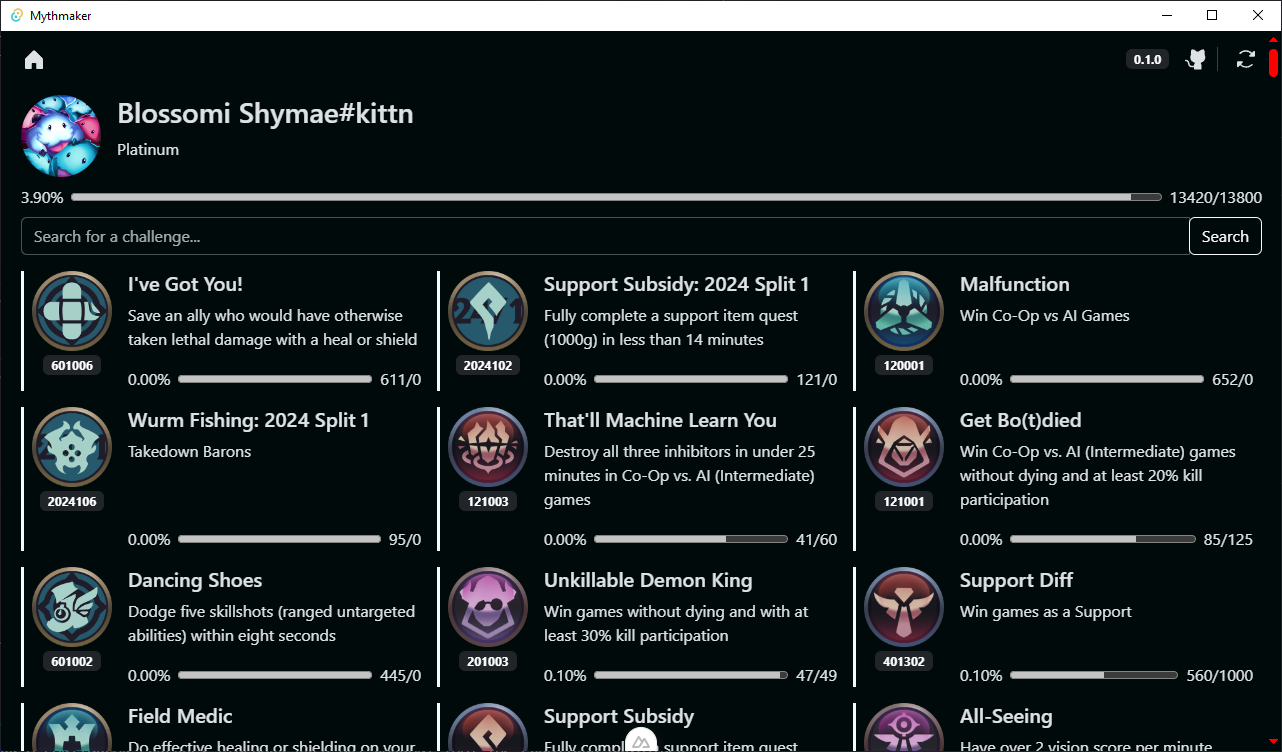 Mythmaker
0.1.0
Blossomi Shymae#kittn
Platinum
3.90% 13420/13800
Search for a challenge... Search
I've Got You!
Save an ally who would have otherwise
taken lethal damage with a heal or shield
601006
0.00% 611/0
Support Subsidy: 2024 Split 1
Fully complete a support item quest
(1000g) in less than 14 minutes
2024102
0.00% 121/0
Malfunction
Win Co-Op vs AI Games
120001
0.00% 652/0
Wurm Fishing: 2024 Split 1
Takedown Barons
2024106
0.00% 95/0
That'll Machine Learn You
Destroy all three inhibitors in under 25
minutes in Co-Op vs. AI (Intermediate)
games
121003
0.00% 41/60
Get Bo(t)died
Win Co-Op vs. AI (Intermediate) games
without dying and at least 20% kill
participation
121001
0.00% 85/125
Dancing Shoes
Dodge five skillshots (ranged untargeted
abilities) within eight seconds
601002
0.00% 445/0
Unkillable Demon King
Win games without dying and with at
least 30% kill participation
201003
0.10% 47/49
Support Diff
Win games as a Support
401302
0.10% 560/1000
Field Medic
Do effective healing or shielding on your
Support Subsidy
Fully support item quest
All-Seeing
Have over 2 vision score per minute